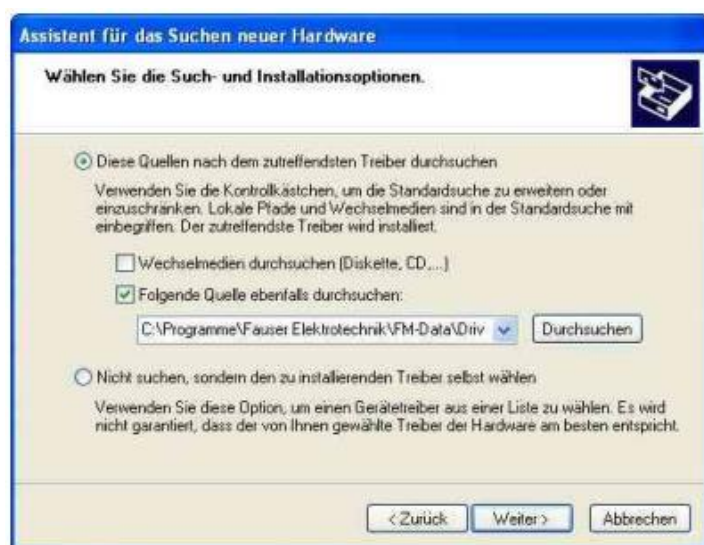 Assistent für das Suchen neuer Hardware
Wählen Sie die Such- und Installationsoptionen.
Diese Quellen nach dem zutreffendsten Treiber durchsuchen
Verwenden Sie die Kontrollkästchen, um die Standardsuche zu erweitern oder
einzuschränken. Lokale Pfade und Wechselmedien sind in der Standardsuche mit
einbegriffen. Der zutreffendste Treiber wird installiert.
Wechselmedien durchsuchen (Diskette, CD,...)
Folgende Quelle ebenfalls durchsuchen:
C:\Programme\Fauser Elektrotechnik\FM-Data\Driv Durchsuchen
Nicht suchen, sondern den zu installierenden Treiber selbst wählen
Verwenden Sie diese Option, um einen Gerätetreiber aus einer Liste zu wählen. Es wird
nicht garantiert, dass der von Ihnen gewählte Treiber der Hardware am besten entspricht.
< Zurück Weiter > Abbrechen